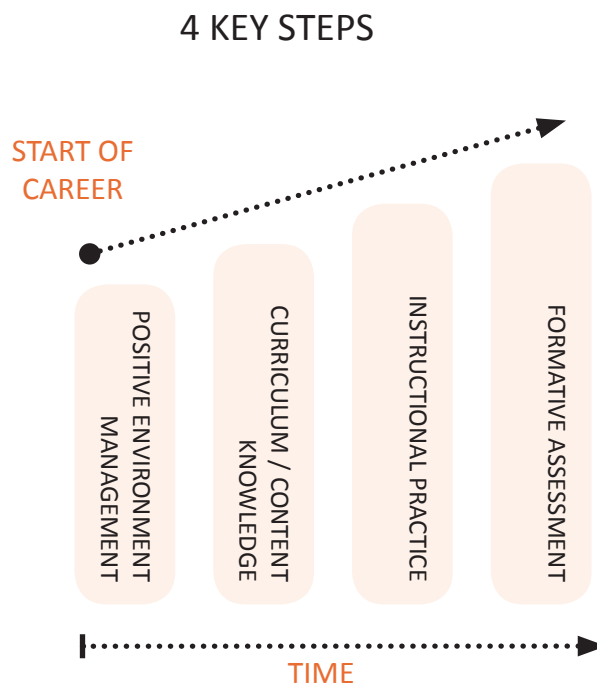 4 KEY STEPS
START OF
CAREER
POSITIVE ENVIRONMENT
MANAGEMENT
CURRICULUM / CONTENT
KNOWLEDGE
INSTRUCTIONAL PRACTICE
FORMATIVE ASSESSMENT
TIME